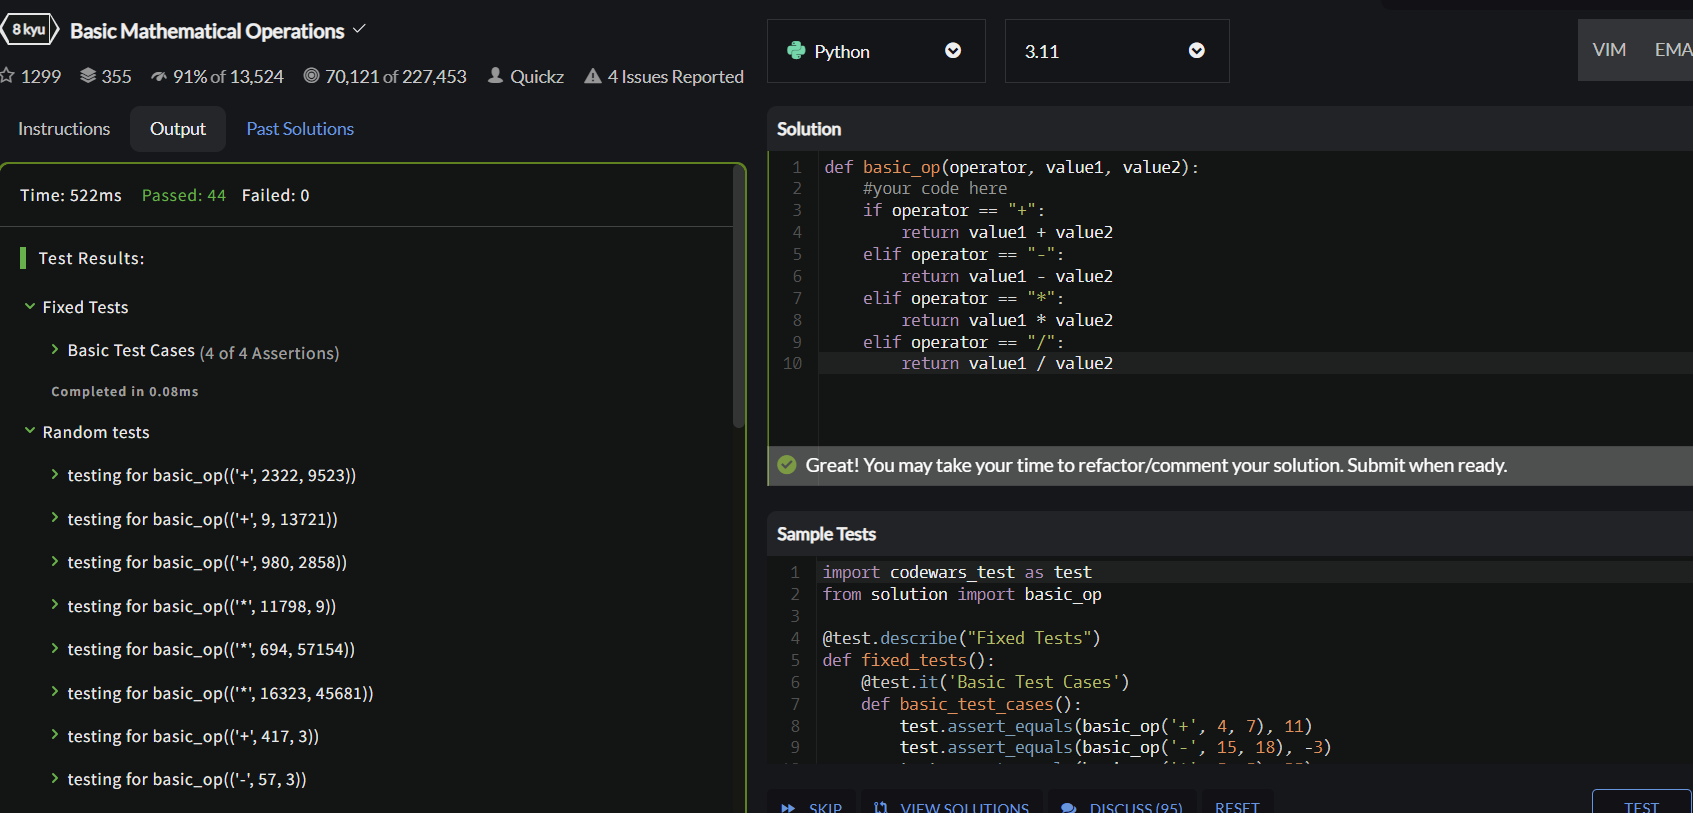 8 kyu Basic Mathematical Operations
1299 355 91% of 13,524 70,121 of 227,453 Quickz 4 Issues Reported
Instructions Output Past Solutions
Time: 522ms Passed: 44 Failed: 0
Test Results:
Fixed Tests
Basic Test Cases (4 of 4 Assertions)
Completed in 0.08ms
Random tests
testing for basic_op(('+', 2322, 9523))
testing for basic_op(('+', 9, 13721))
testing for basic_op(('+', 980, 2858))
testing for basic_op(('*', 11798, 9))
testing for basic_op(('*', 694, 57154))
testing for basic_op(('*', 16323, 45681))
testing for basic_op(('+', 417, 3))
testing for basic_op(('-', 57, 3))
Python 3.11 VIM EMA
Solution
1 def basic_op(operator, value1, value2):
2 #your code here
3 if operator == "+":
4 return value1 + value2
5 elif operator == "-":
6 return value1 - value2
7 elif operator == "*":
8 return value1 * value2
9 elif operator == "/":
10 return value1 / value2
Great! You may take your time to refactor/comment your solution. Submit when ready.
Sample Tests
1 import codewars_test as test
2 from solution import basic_op
3
4 @test.describe("Fixed Tests")
5 def fixed_tests():
6 @test.it('Basic Test Cases')
7 def basic_test_cases():
8 test.assert_equals(basic_op('+', 4, 7), 11)
9 test.assert_equals(basic_op('-', 15, 18), -3)
SKIP VIEW SOLUTIONS DISCUSS (95) RESET TEST